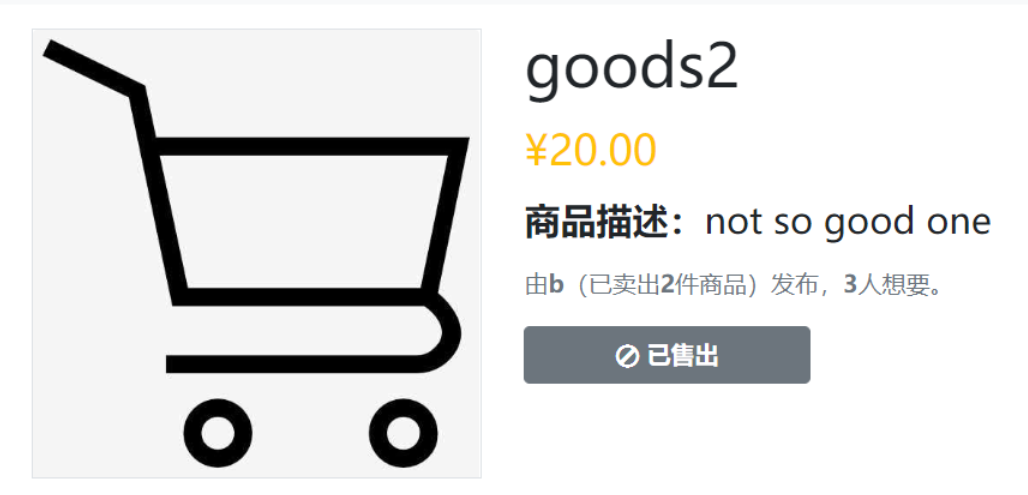 goods2
¥20.00
商品描述：not so good one
由b（已卖出2件商品）发布，3人想要。
已售出